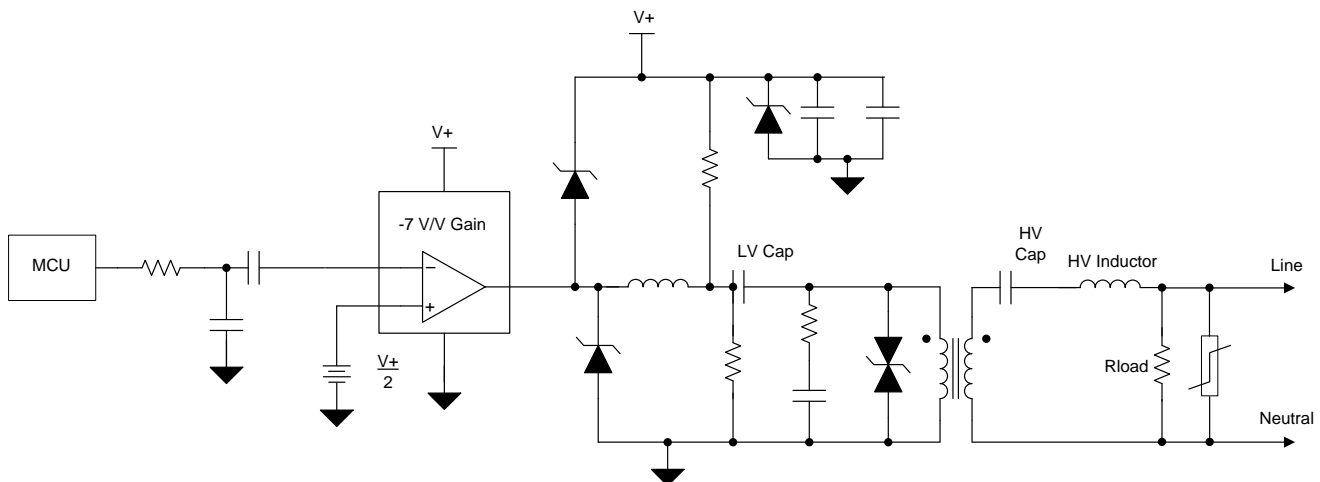 V+
V+
-7 V/V Gain
MCU
−
+
V+
2
LV Cap
HV
Cap
HV Inductor
Line
Rload
Neutral